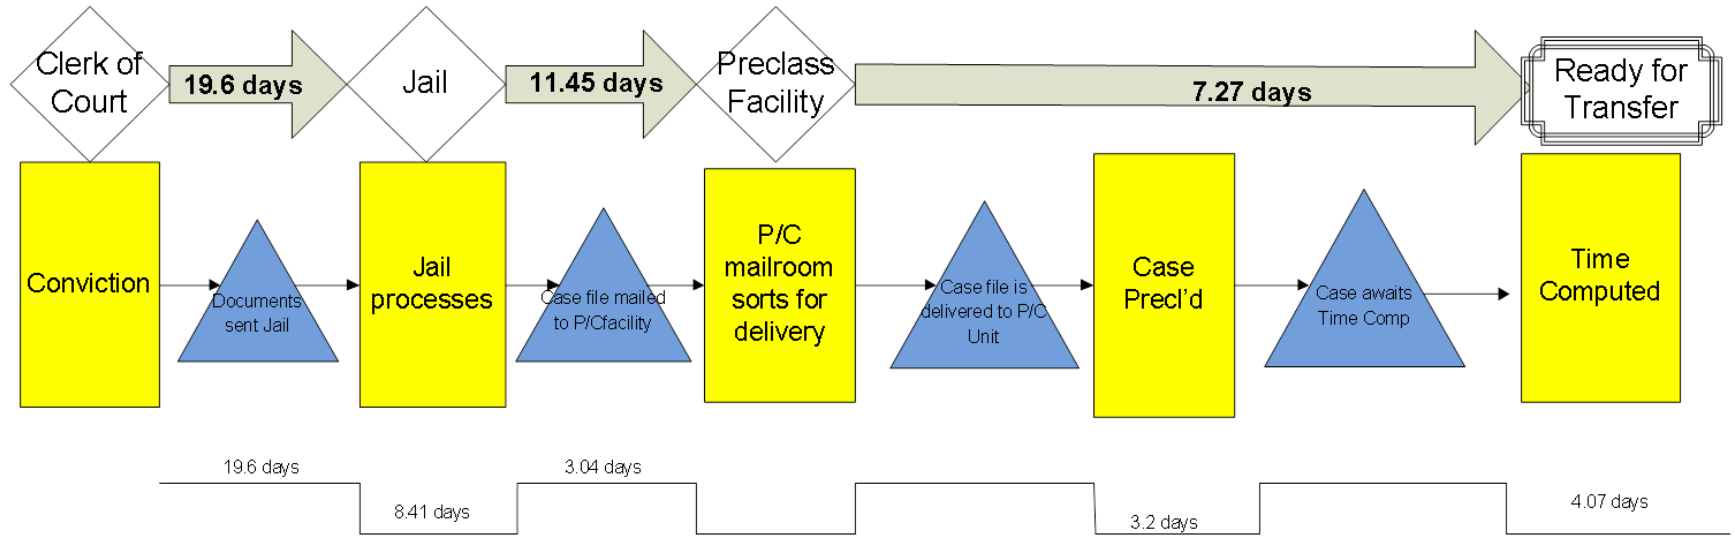 Clerk of
Court
19.6 days
Jail
11.45 days
Preclass
Facility
7.27 days
Ready for
Transfer
Conviction
Documents
sent Jail
Jail
processes
Case file mailed
to P/Cfacility
P/C
mailroom
sorts for
delivery
Case file is
delivered to P/C
Unit
Case
Precl'd
Case awaits
Time Comp
Time
Computed
19.6 days
8.41 days
3.04 days
3.2 days
4.07 days